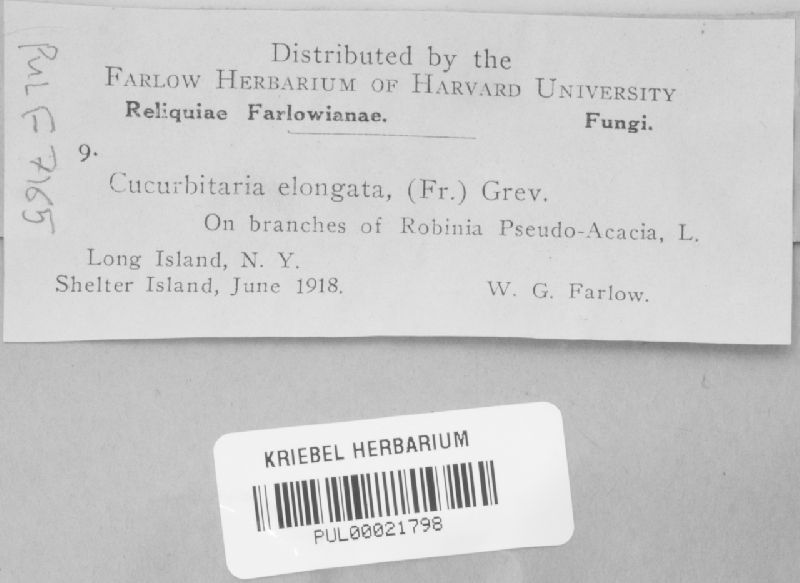 Distributed by the
FARLOW HERBARIUM OF HARVARD UNIVERSITY
Reliquiae Farlowianae. Fungi.
9.
Cucurbitaria elongata, (Fr.) Grev.
On branches of Robinia Pseudo-Acacia, L.
Long Island, N. Y.
Shelter Island, June 1918. W. G. Farlow.
PUL F 7165
KRIEBEL HERBARIUM
PUL00021798